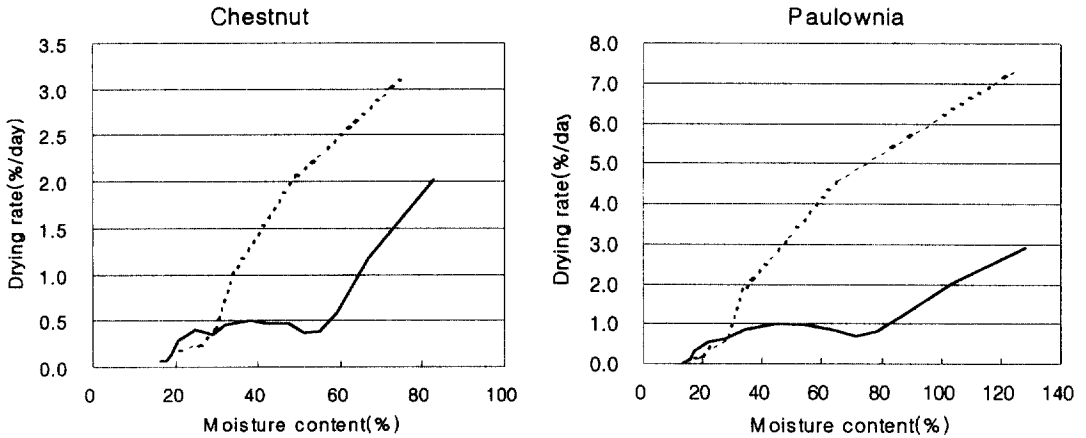 Chestnut
Drying rate(%/day)
3.5
3.0
2.5
2.0
1.5
1.0
0.5
0.0
0 20 40 60 80 100
Moisture content(%)
Paulownia
Drying rate(%/day
8.0
7.0
6.0
5.0
4.0
3.0
2.0
1.0
0.0
0 20 40 60 80 100 120 140
Moisture content(%)